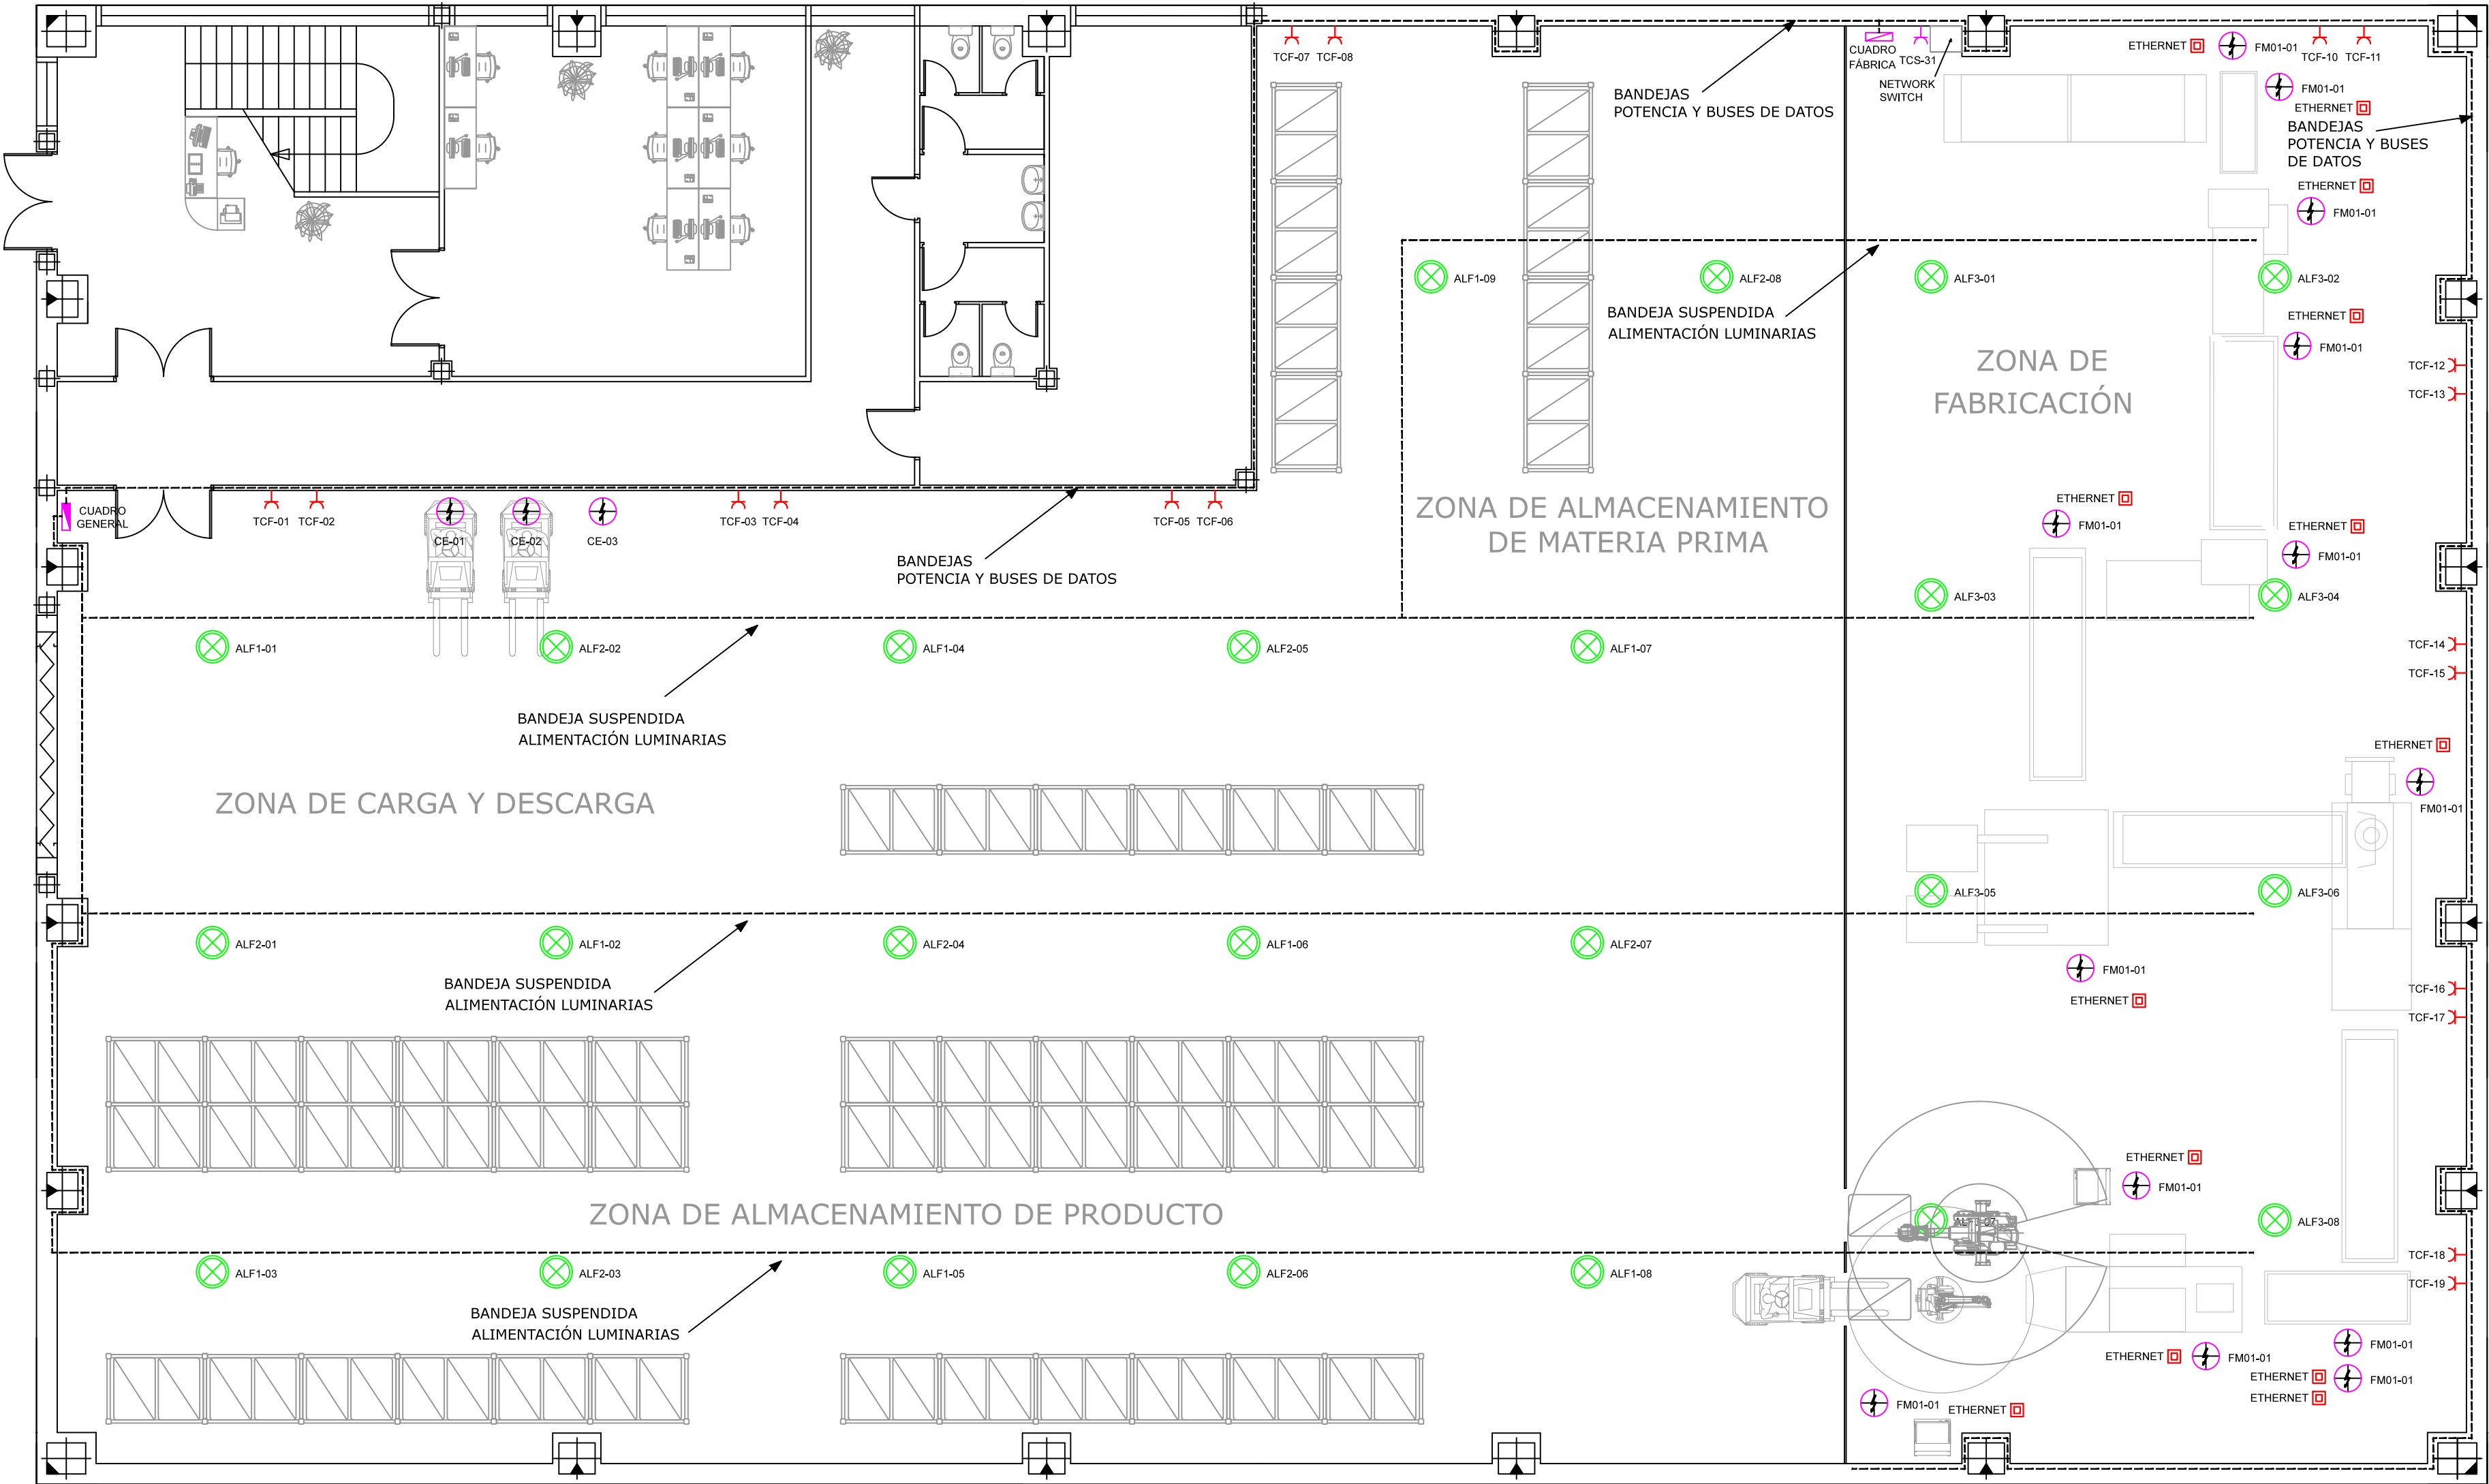 CUADRO
FÁBRICA
TCS-31
NETWORK
SWITCH
ETHERNET
FM01-01
TCF-07
TCF-08
TCF-10
TCF-11
BANDEJAS
POTENCIA Y BUSES DE DATOS
FM01-01
ETHERNET
BANDEJAS
POTENCIA Y BUSES
DE DATOS
ETHERNET
FM01-01
ALF1-09
ALF2-08
ALF3-01
ALF3-02
BANDEJA SUSPENDIDA
ALIMENTACIÓN LUMINARIAS
ETHERNET
FM01-01
ZONA DE
FABRICACIÓN
TCF-12
TCF-13
CUADRO
GENERAL
TCF-01
TCF-02
CE-01
CE-02
CE-03
TCF-03
TCF-04
TCF-05
TCF-06
ZONA DE ALMACENAMIENTO
DE MATERIA PRIMA
ETHERNET
FM01-01
ETHERNET
FM01-01
BANDEJAS
POTENCIA Y BUSES DE DATOS
ALF3-03
ALF3-04
ALF1-01
ALF2-02
ALF1-04
ALF2-05
ALF1-07
TCF-14
TCF-15
BANDEJA SUSPENDIDA
ALIMENTACIÓN LUMINARIAS
ETHERNET
FM01-01
ZONA DE CARGA Y DESCARGA
ALF3-05
ALF3-06
ALF2-01
ALF1-02
ALF2-04
ALF1-06
ALF2-07
FM01-01
ETHERNET
BANDEJA SUSPENDIDA
ALIMENTACIÓN LUMINARIAS
TCF-16
TCF-17
ETHERNET
FM01-01
ZONA DE ALMACENAMIENTO DE PRODUCTO
ALF3-08
TCF-18
TCF-19
ALF1-03
ALF2-03
ALF1-05
ALF2-06
ALF1-08
BANDEJA SUSPENDIDA
ALIMENTACIÓN LUMINARIAS
ETHERNET
FM01-01
FM01-01
ETHERNET
FM01-01
ETHERNET
FM01-01
ETHERNET